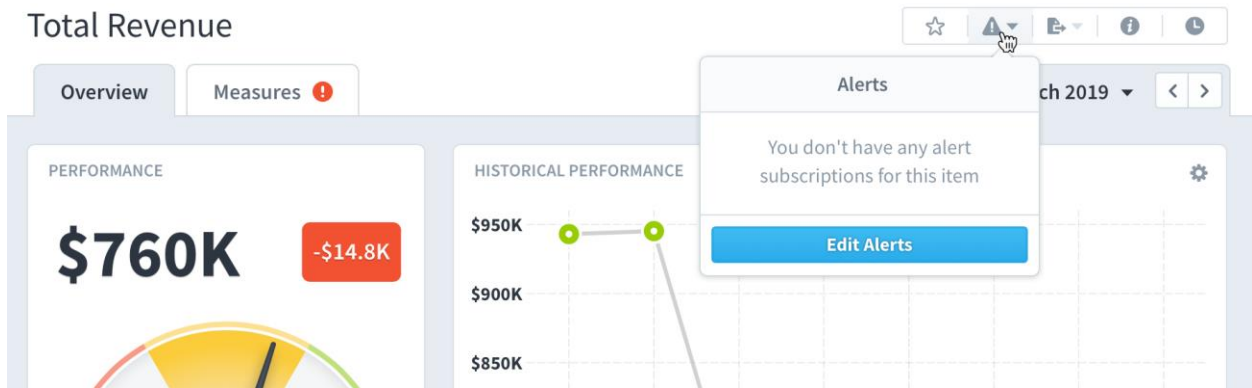 Total Revenue
Overview
Measures
Alerts
ch 2019
You don't have any alert
subscriptions for this item
Edit Alerts
PERFORMANCE
$760K
-$14.8K
HISTORICAL PERFORMANCE
$950K
$900K
$850K